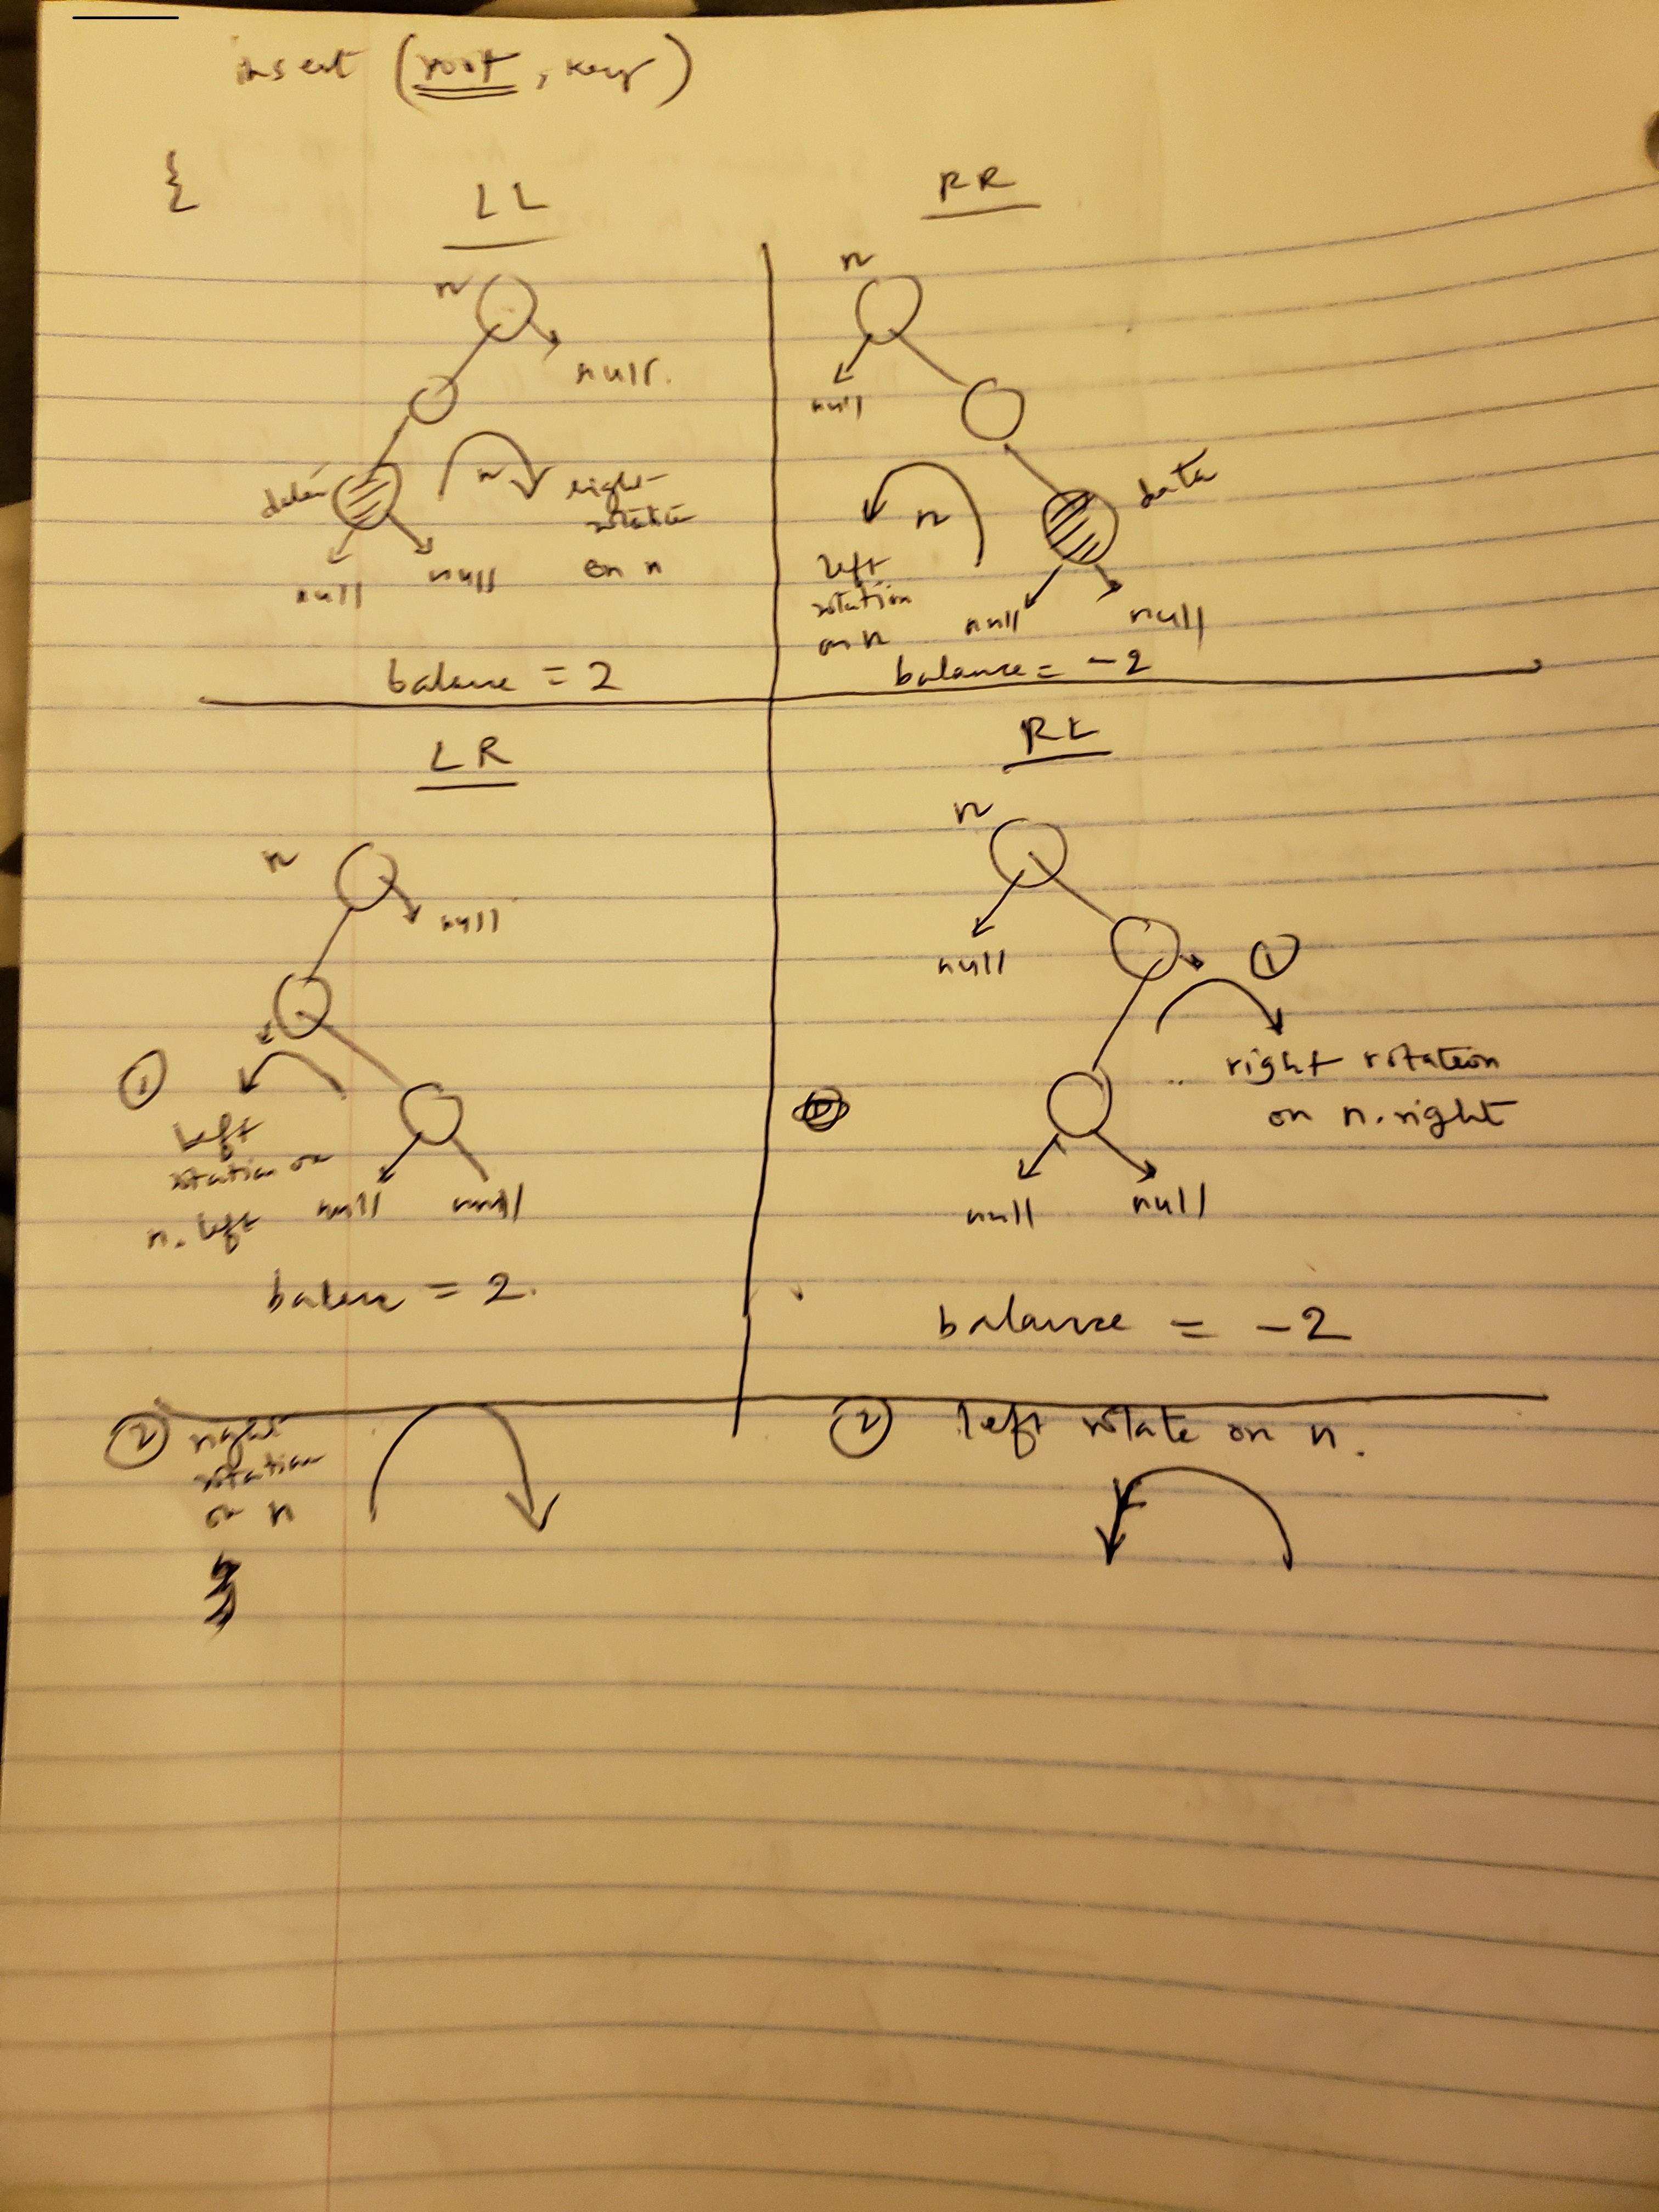 insert (root, key)
{
LL
n
null.
data
n
right
rotation
on n
null
null
balance = 2
RR
n
null
data
n
left
rotation
on n
null
null
balance = -2
LR
n
null
①
left
rotation on
n. left
null
null
balance = 2.
② right
rotation
on n
}
RL
n
null
①
right rotation
on n. right
null
null
balance = -2
② left rotate on n.